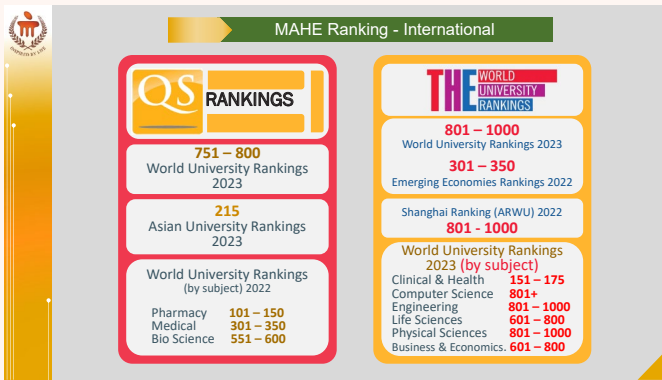 MAHE Ranking - International
INSPIRED BY LIFE
QS RANKINGS
751 – 800
World University Rankings
2023
215
Asian University Rankings
2023
World University Rankings
(by subject) 2022
Pharmacy 101 – 150
Medical 301 – 350
Bio Science 551 – 600
THE WORLD
UNIVERSITY
RANKINGS
801 – 1000
World University Rankings 2023
301 – 350
Emerging Economies Rankings 2022
Shanghai Ranking (ARWU) 2022
801 - 1000
World University Rankings
2023 (by subject)
Clinical & Health 151 – 175
Computer Science 801+
Engineering 801 – 1000
Life Sciences 601 – 800
Physical Sciences 801 – 1000
Business & Economics. 601 – 800